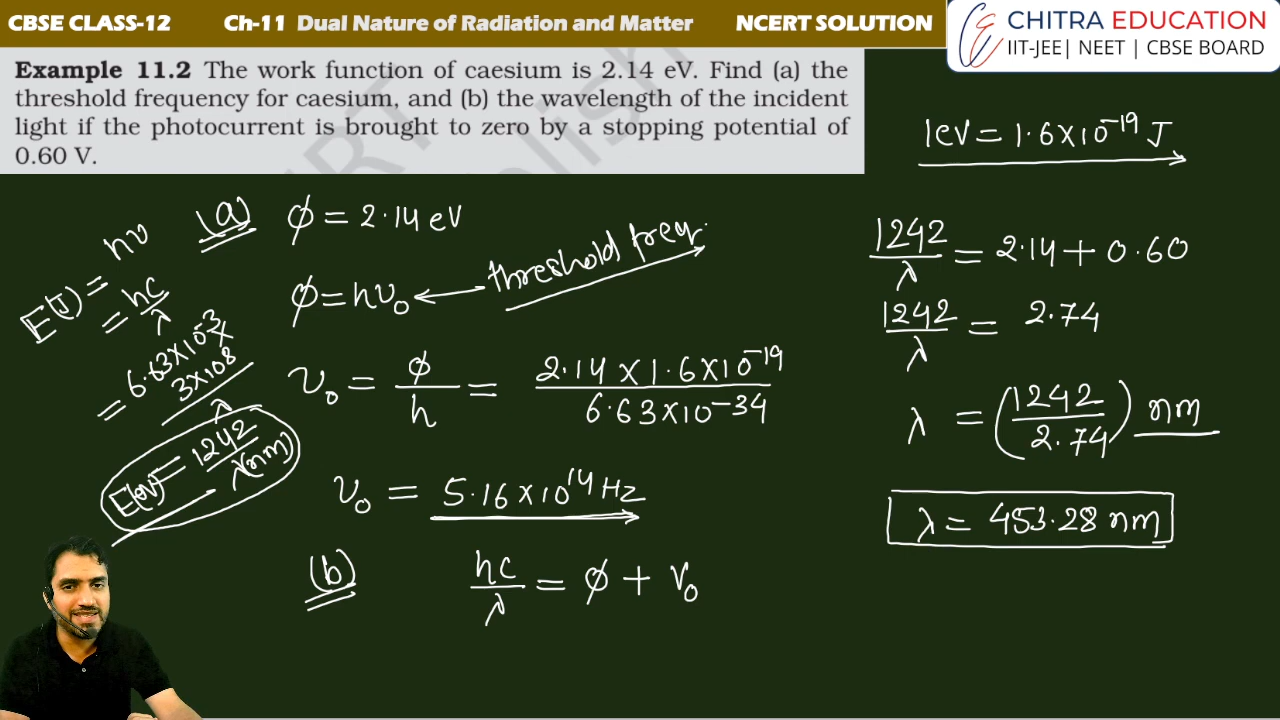 CBSE CLASS-12 Ch-11 Dual Nature of Radiation and Matter NCERT SOLUTION
CHITRA EDUCATION
IIT-JEE| NEET | CBSE BOARD
Example 11.2 The work function of caesium is 2.14 eV. Find (a) the
threshold frequency for caesium, and (b) the wavelength of the incident
light if the photocurrent is brought to zero by a stopping potential of
0.60 V.
(a) ϕ = 2.14 eV
ϕ = hν₀ ← threshold freq.
ν₀ = ϕ/h = 2.14 × 1.6×10⁻¹⁹ / 6.63×10⁻³⁴
ν₀ = 5.16×10¹⁴ Hz
(b) hc/λ = ϕ + V₀
E(J) = hν
= hc/λ
= 6.63×10⁻³ × 3×10⁸ / λ
E(eV) = 1242/λ(nm)
1eV = 1.6×10⁻¹⁹ J
1242/λ = 2.14 + 0.60
1242/λ = 2.74
λ = (1242/2.74) nm
λ = 453.28 nm